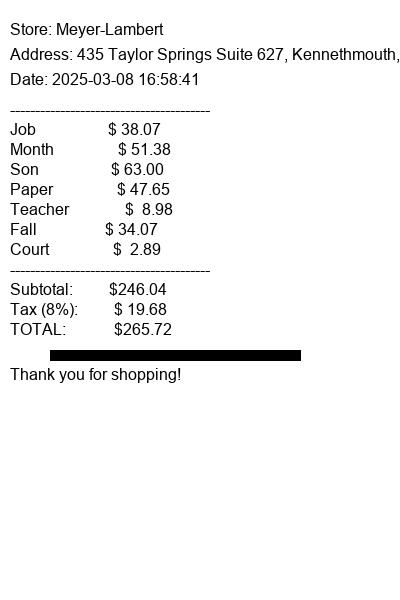 Store: Meyer-Lambert
Address: 435 Taylor Springs Suite 627, Kennethmouth,
Date: 2025-03-08 16:58:41
----------------------------------------
Job $ 38.07
Month $ 51.38
Son $ 63.00
Paper $ 47.65
Teacher $ 8.98
Fall $ 34.07
Court $ 2.89
----------------------------------------
Subtotal: $246.04
Tax (8%): $ 19.68
TOTAL: $265.72
Thank you for shopping!